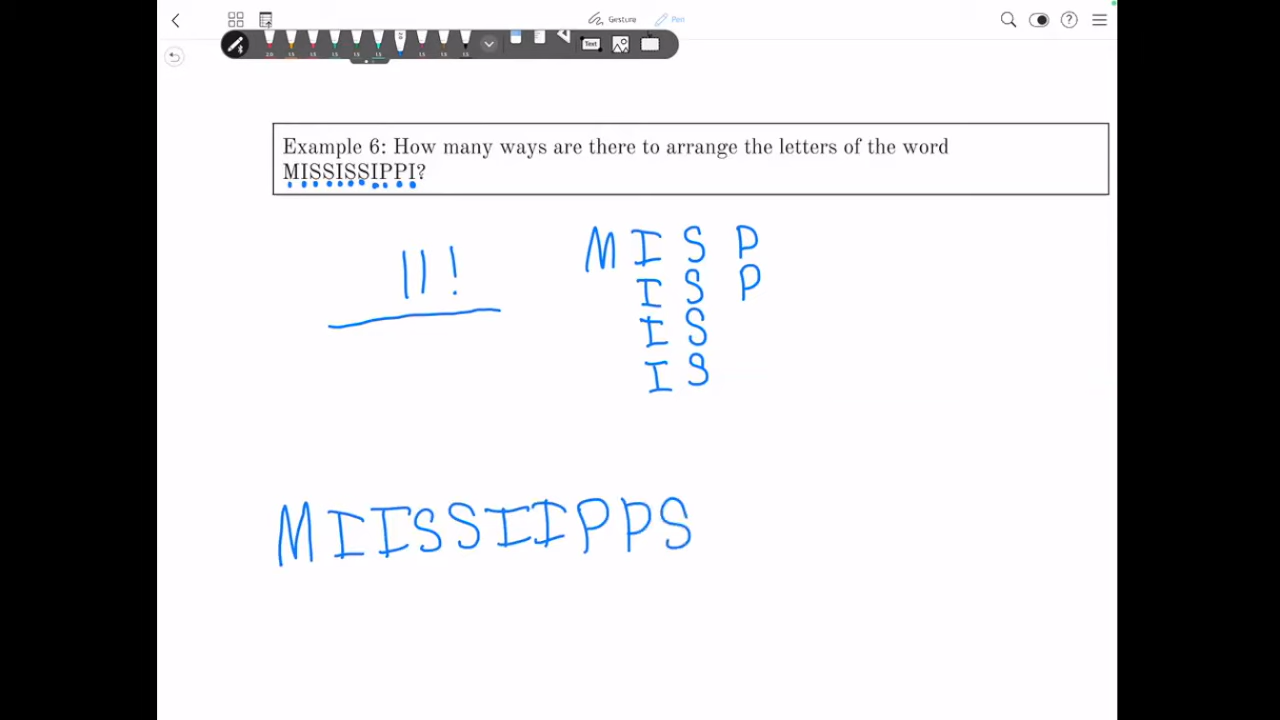 Gesture Pen
Text
Example 6: How many ways are there to arrange the letters of the word
MISSISSIPPI?
11!
M I S P
I S P
I S
I S
MIISSIIPPS